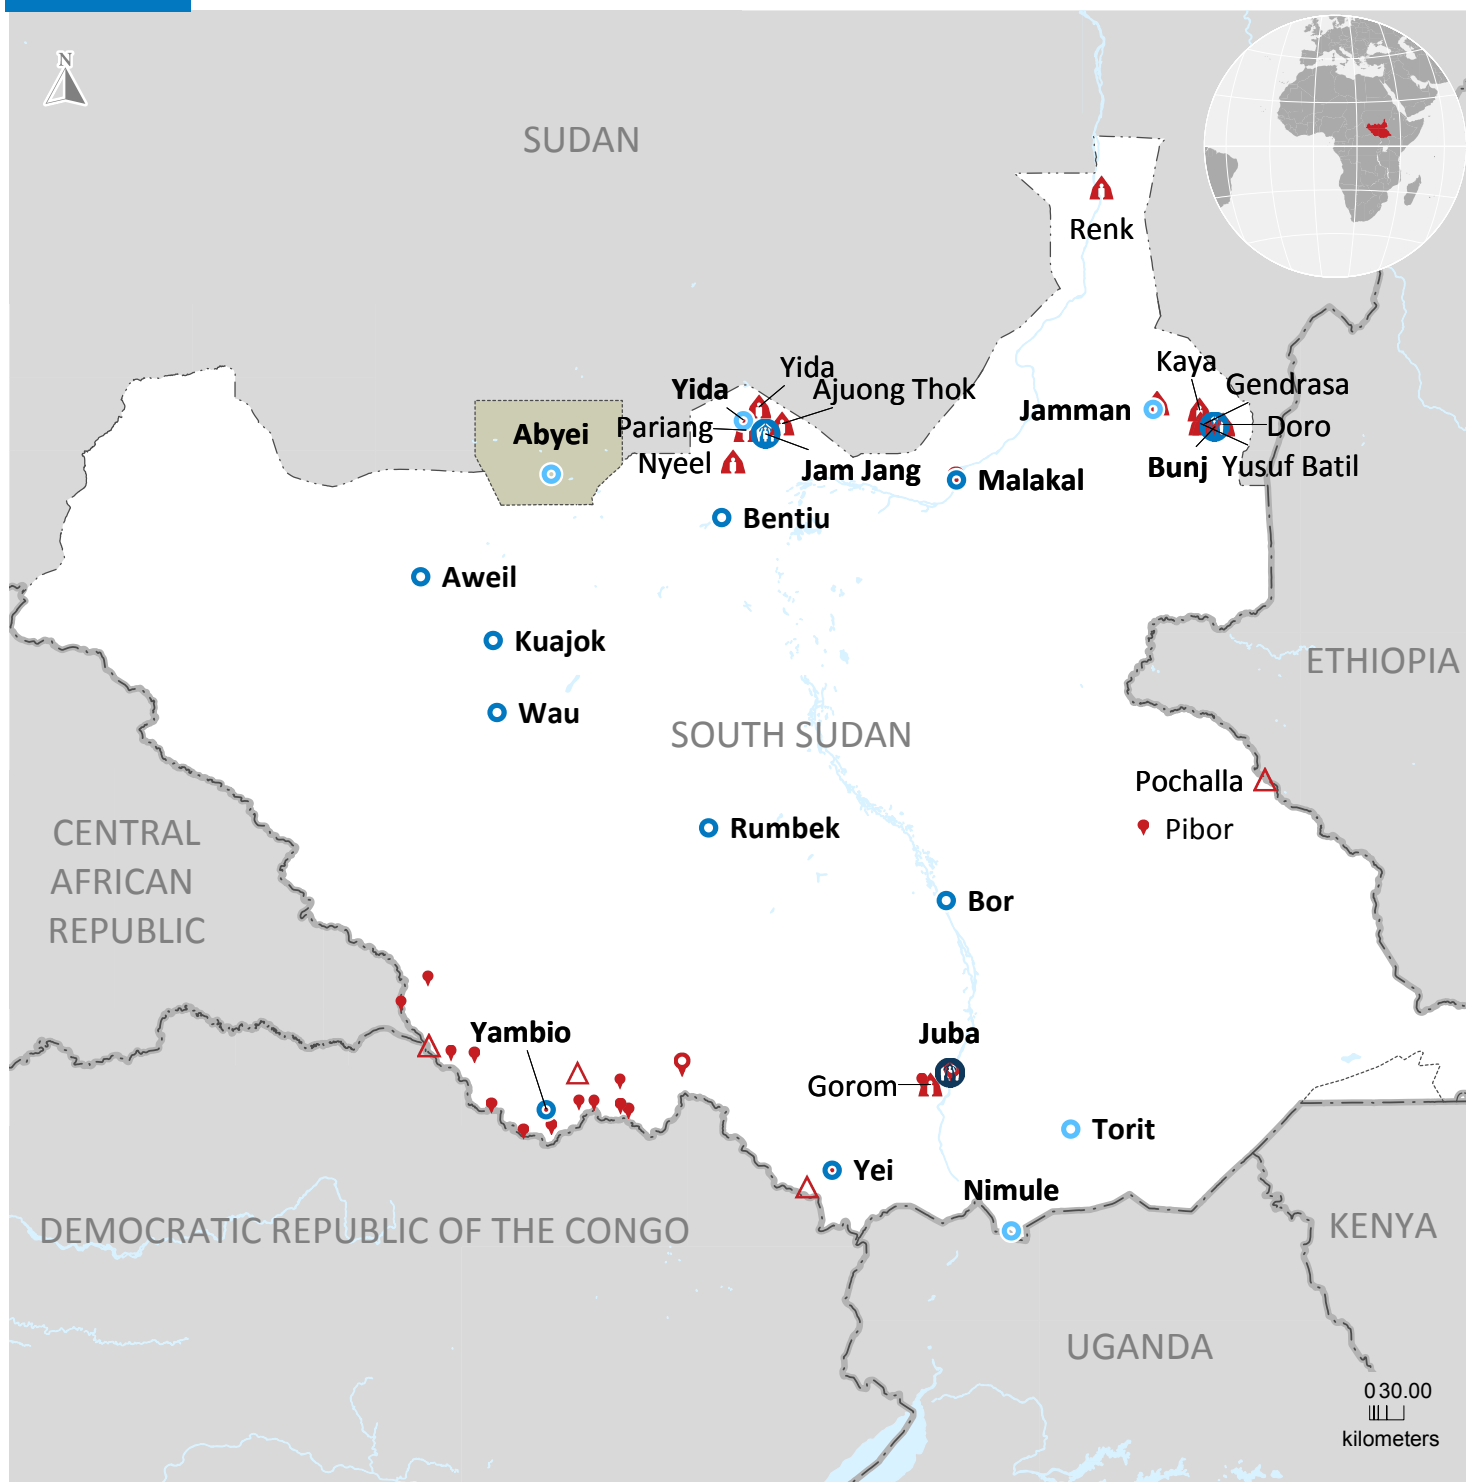 N
SUDAN
Renk
Yida
Yida
Ajuong Thok
Kaya
Gendrasa
Jamman
Abyei
Pariang
Doro
Nyeel
Jam Jang
Malakal
Bunj
Yusuf Batil
Bentiu
Aweil
Kuajok
ETHIOPIA
Wau
SOUTH SUDAN
Pochalla
Pibor
Rumbek
CENTRAL
AFRICAN
REPUBLIC
Bor
Yambio
Juba
Gorom
Torit
Yei
Nimule
DEMOCRATIC REPUBLIC OF THE CONGO
KENYA
UGANDA
0 30.00
kilometers